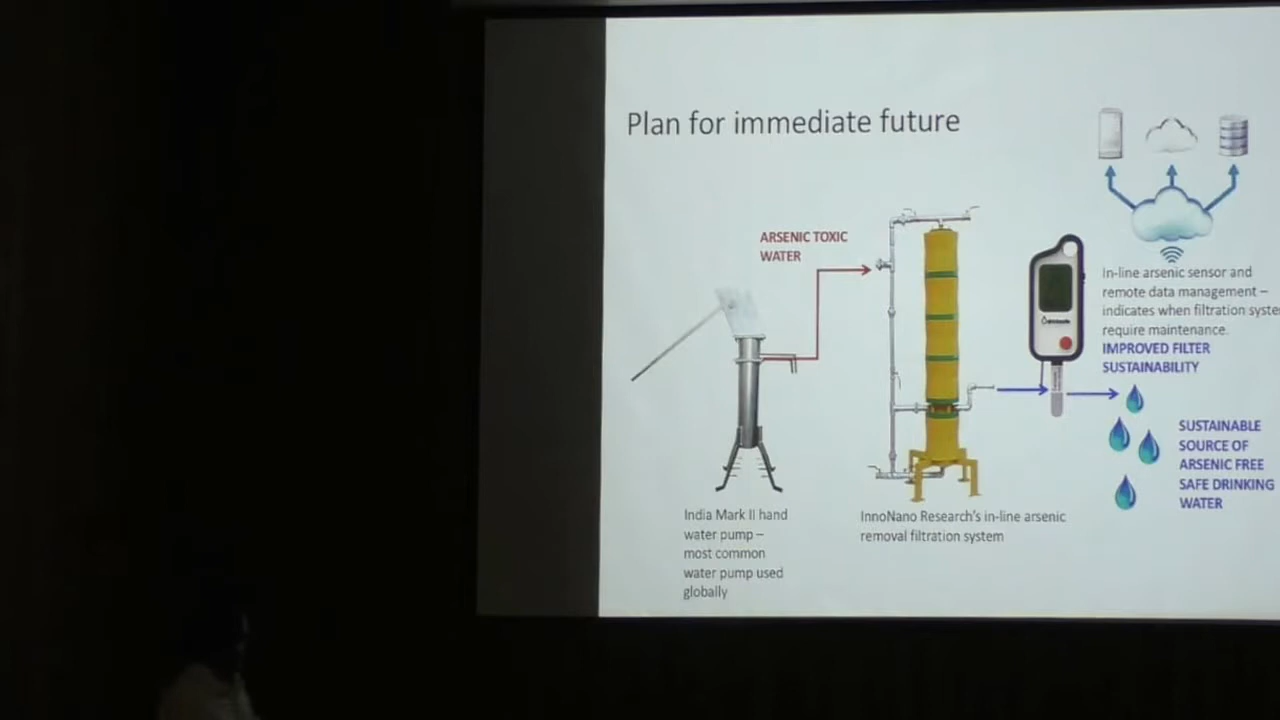 Plan for immediate future
ARSENIC TOXIC
WATER
In-line arsenic sensor and
remote data management –
indicates when filtration syste
require maintenance.
IMPROVED FILTER
SUSTAINABILITY
SUSTAINABLE
SOURCE OF
ARSENIC FREE
SAFE DRINKING
WATER
India Mark II hand
water pump –
most common
water pump used
globally
InnoNano Research's in-line arsenic
removal filtration system